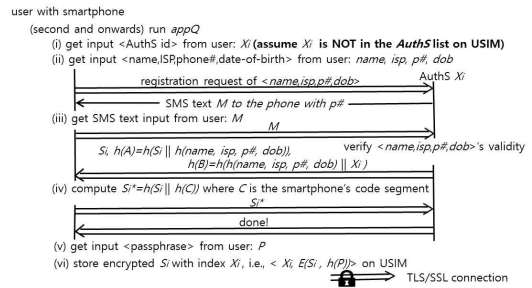 user with smartphone
(second and onwards) run appQ
(i) get input <AuthS id> from user: Xi (assume Xi is NOT in the AuthS list on USIM)
(ii) get input <name,ISP,phone#,date-of-birth> from user: name, isp, p#, dob
registration request of <name,isp,p#,dob>
AuthS Xi
SMS text M to the phone with p#
(iii) get SMS text input from user: M
M
Si, h(A)=h(Si || h(name, isp, p#, dob)),
verify <name,isp,p#,dob>'s validity
h(B)=h(h(name, isp, p#, dob) || Xi )
(iv) compute Si*=h(Si || h(C)) where C is the smartphone's code segment
Si*
done!
(v) get input <passphrase> from user: P
(vi) store encrypted Si with index Xi, i.e., < Xi, E(Si , h(P))> on USIM
TLS/SSL connection